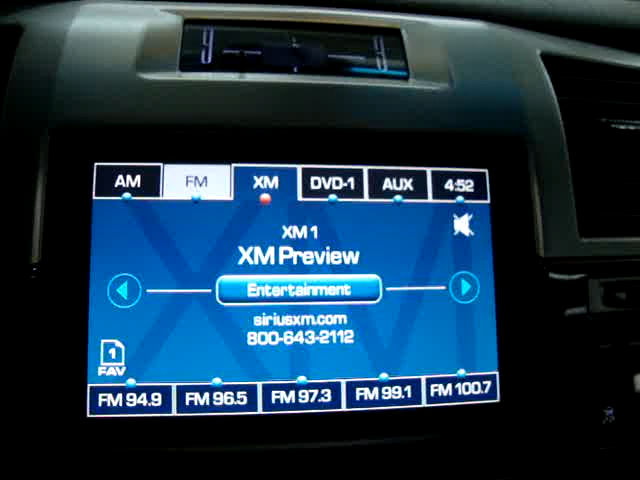 AM FM XM DVD-1 AUX 4:52
XM 1
XM Preview
Entertainment
siriusxm.com
800-643-2112
1
FAV
FM 94.9 FM 96.5 FM 97.3 FM 99.1 FM 100.7